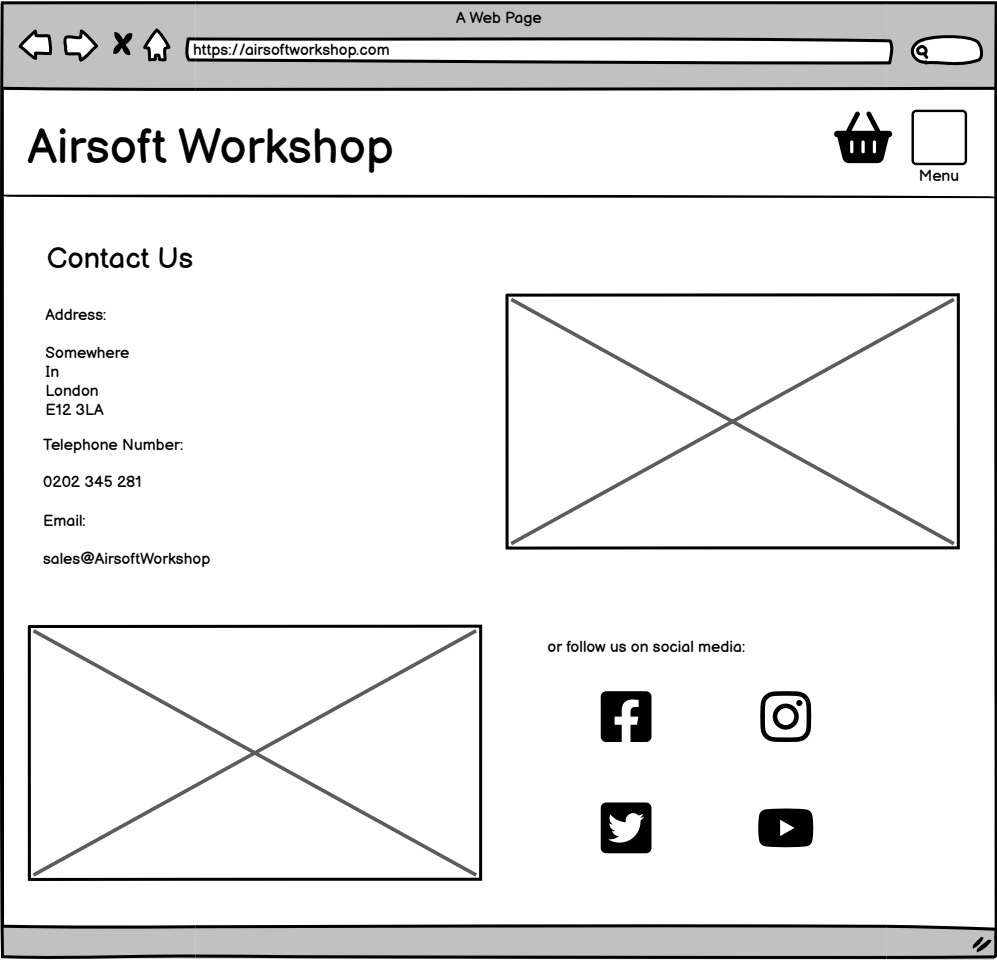 A Web Page
https://airsoftworkshop.com
Airsoft Workshop
Menu
Contact Us
Address:
Somewhere
In
London
E12 3LA
Telephone Number:
0202 345 281
Email:
sales@AirsoftWorkshop
or follow us on social media: